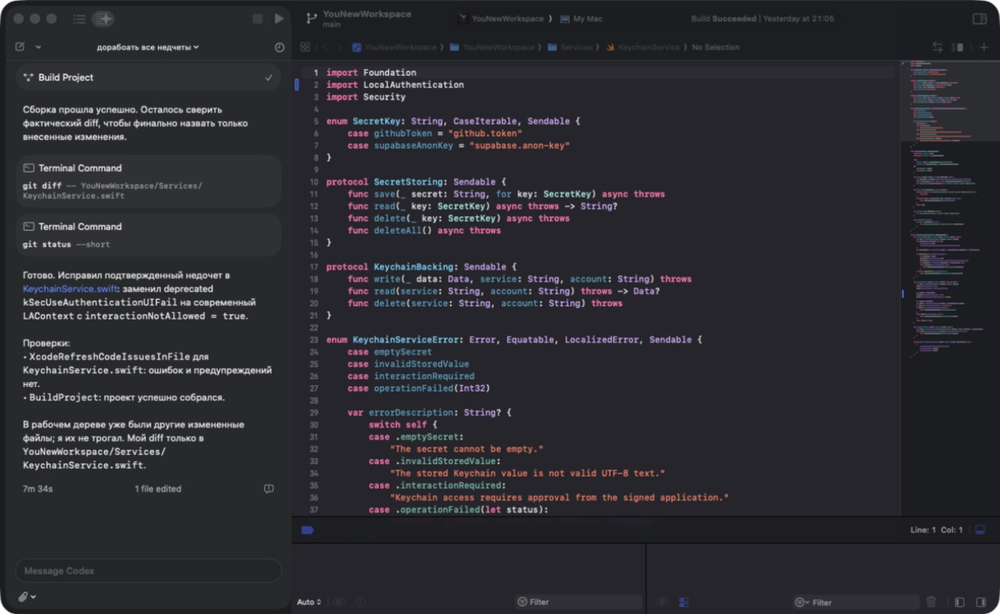 YouNewWorkspace
main
YouNewWorkspace
My Mac
Build Succeeded | Yesterday at 21:05
дорабоать все недчеты
YouNewWorkspace
YouNewWorkspace
Services
KeychainService
No Selection
Build Project
Сборка прошла успешно. Осталось сверить
фактический diff, чтобы финально назвать только
внесенные изменения.
Terminal Command
git diff -- YouNewWorkspace/Services/
KeychainService.swift
Terminal Command
git status --short
Готово. Исправил подтвержденный недочет в
KeychainService.swift: заменил deprecated
kSecUseAuthenticationUIFail на современный
LAContext с interactionNotAllowed = true.
Проверки:
• XcodeRefreshCodeIssuesInFile для
KeychainService.swift: ошибок и предупреждений
нет.
• BuildProject: проект успешно собрался.
В рабочем дереве уже были другие измененные
файлы; я их не трогал. Мой diff только в
YouNewWorkspace/Services/
KeychainService.swift.
7m 34s
1 file edited
Message Codex
1 import Foundation
2 import LocalAuthentication
3 import Security
4
5 enum SecretKey: String, CaseIterable, Sendable {
6 case githubToken = "github.token"
7 case supabaseAnonKey = "supabase.anon-key"
8 }
9
10 protocol SecretStoring: Sendable {
11 func save(_ secret: String, for key: SecretKey) async throws
12 func read(_ key: SecretKey) async throws -> String?
13 func delete(_ key: SecretKey) async throws
14 func deleteAll() async throws
15 }
16
17 protocol KeychainBacking: Sendable {
18 func write(_ data: Data, service: String, account: String) throws
19 func read(service: String, account: String) throws -> Data?
20 func delete(service: String, account: String) throws
21 }
22
23 enum KeychainServiceError: Error, Equatable, LocalizedError, Sendable {
24 case emptySecret
25 case invalidStoredValue
26 case interactionRequired
27 case operationFailed(Int32)
28
29 var errorDescription: String? {
30 switch self {
31 case .emptySecret:
32 "The secret cannot be empty."
33 case .invalidStoredValue:
34 "The stored Keychain value is not valid UTF-8 text."
35 case .interactionRequired:
36 "Keychain access requires approval from the signed application."
37 case .operationFailed(let status):
Line: 1 Col: 1
Auto
Filter
Filter